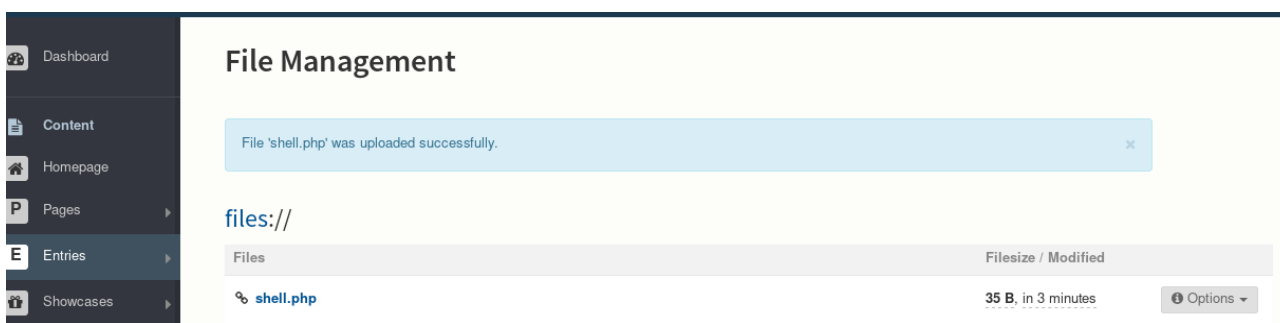 Dashboard
File Management
Content
File 'shell.php' was uploaded successfully.
×
Homepage
P Pages
files://
E Entries
Files Filesize / Modified
Showcases
shell.php 35 B, in 3 minutes Options